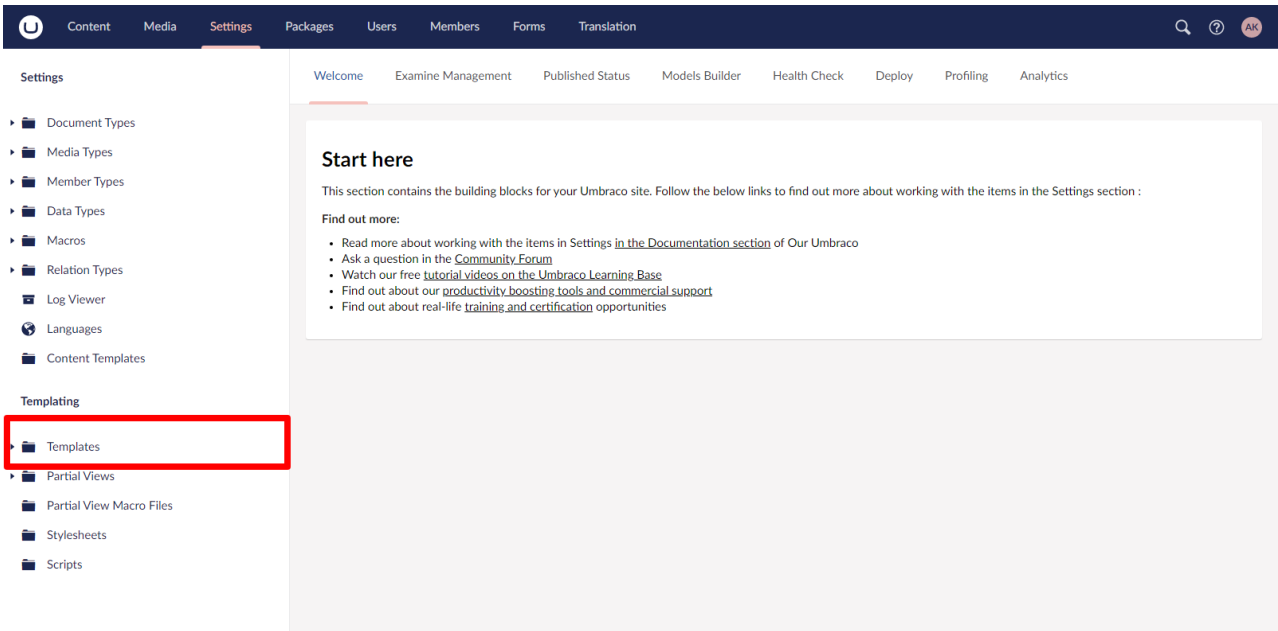 Content Media Settings Packages Users Members Forms Translation AK
Settings
Document Types
Media Types
Member Types
Data Types
Macros
Relation Types
Log Viewer
Languages
Content Templates
Templating
Templates
Partial Views
Partial View Macro Files
Stylesheets
Scripts
Welcome Examine Management Published Status Models Builder Health Check Deploy Profiling Analytics
Start here
This section contains the building blocks for your Umbraco site. Follow the below links to find out more about working with the items in the Settings section :
Find out more:
• Read more about working with the items in Settings in the Documentation section of Our Umbraco
• Ask a question in the Community Forum
• Watch our free tutorial videos on the Umbraco Learning Base
• Find out about our productivity boosting tools and commercial support
• Find out about real-life training and certification opportunities